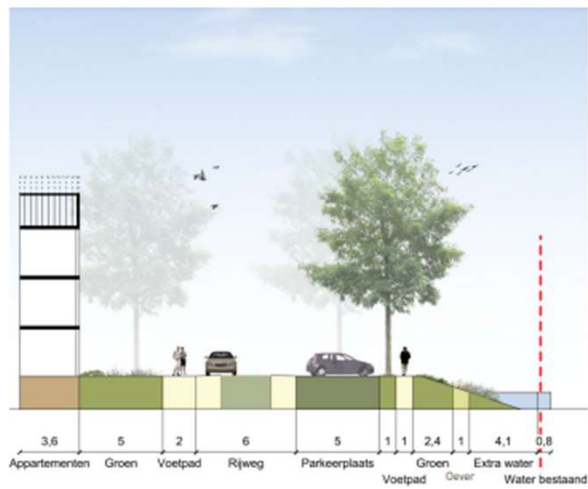 3,6 5 2 6 5 1 1 2,4 1 4,1 0,8
Appartementen Groen Voetpad Rijweg Parkeerplaats Groen Extra water
Voetpad Oever Water bestaand